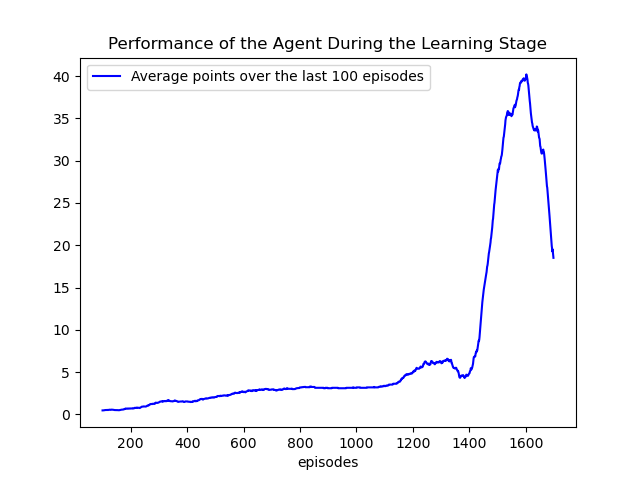 Performance of the Agent During the Learning Stage
Average points over the last 100 episodes
40
35
30
25
20
15
10
5
0
200 400 600 800 1000 1200 1400 1600
episodes